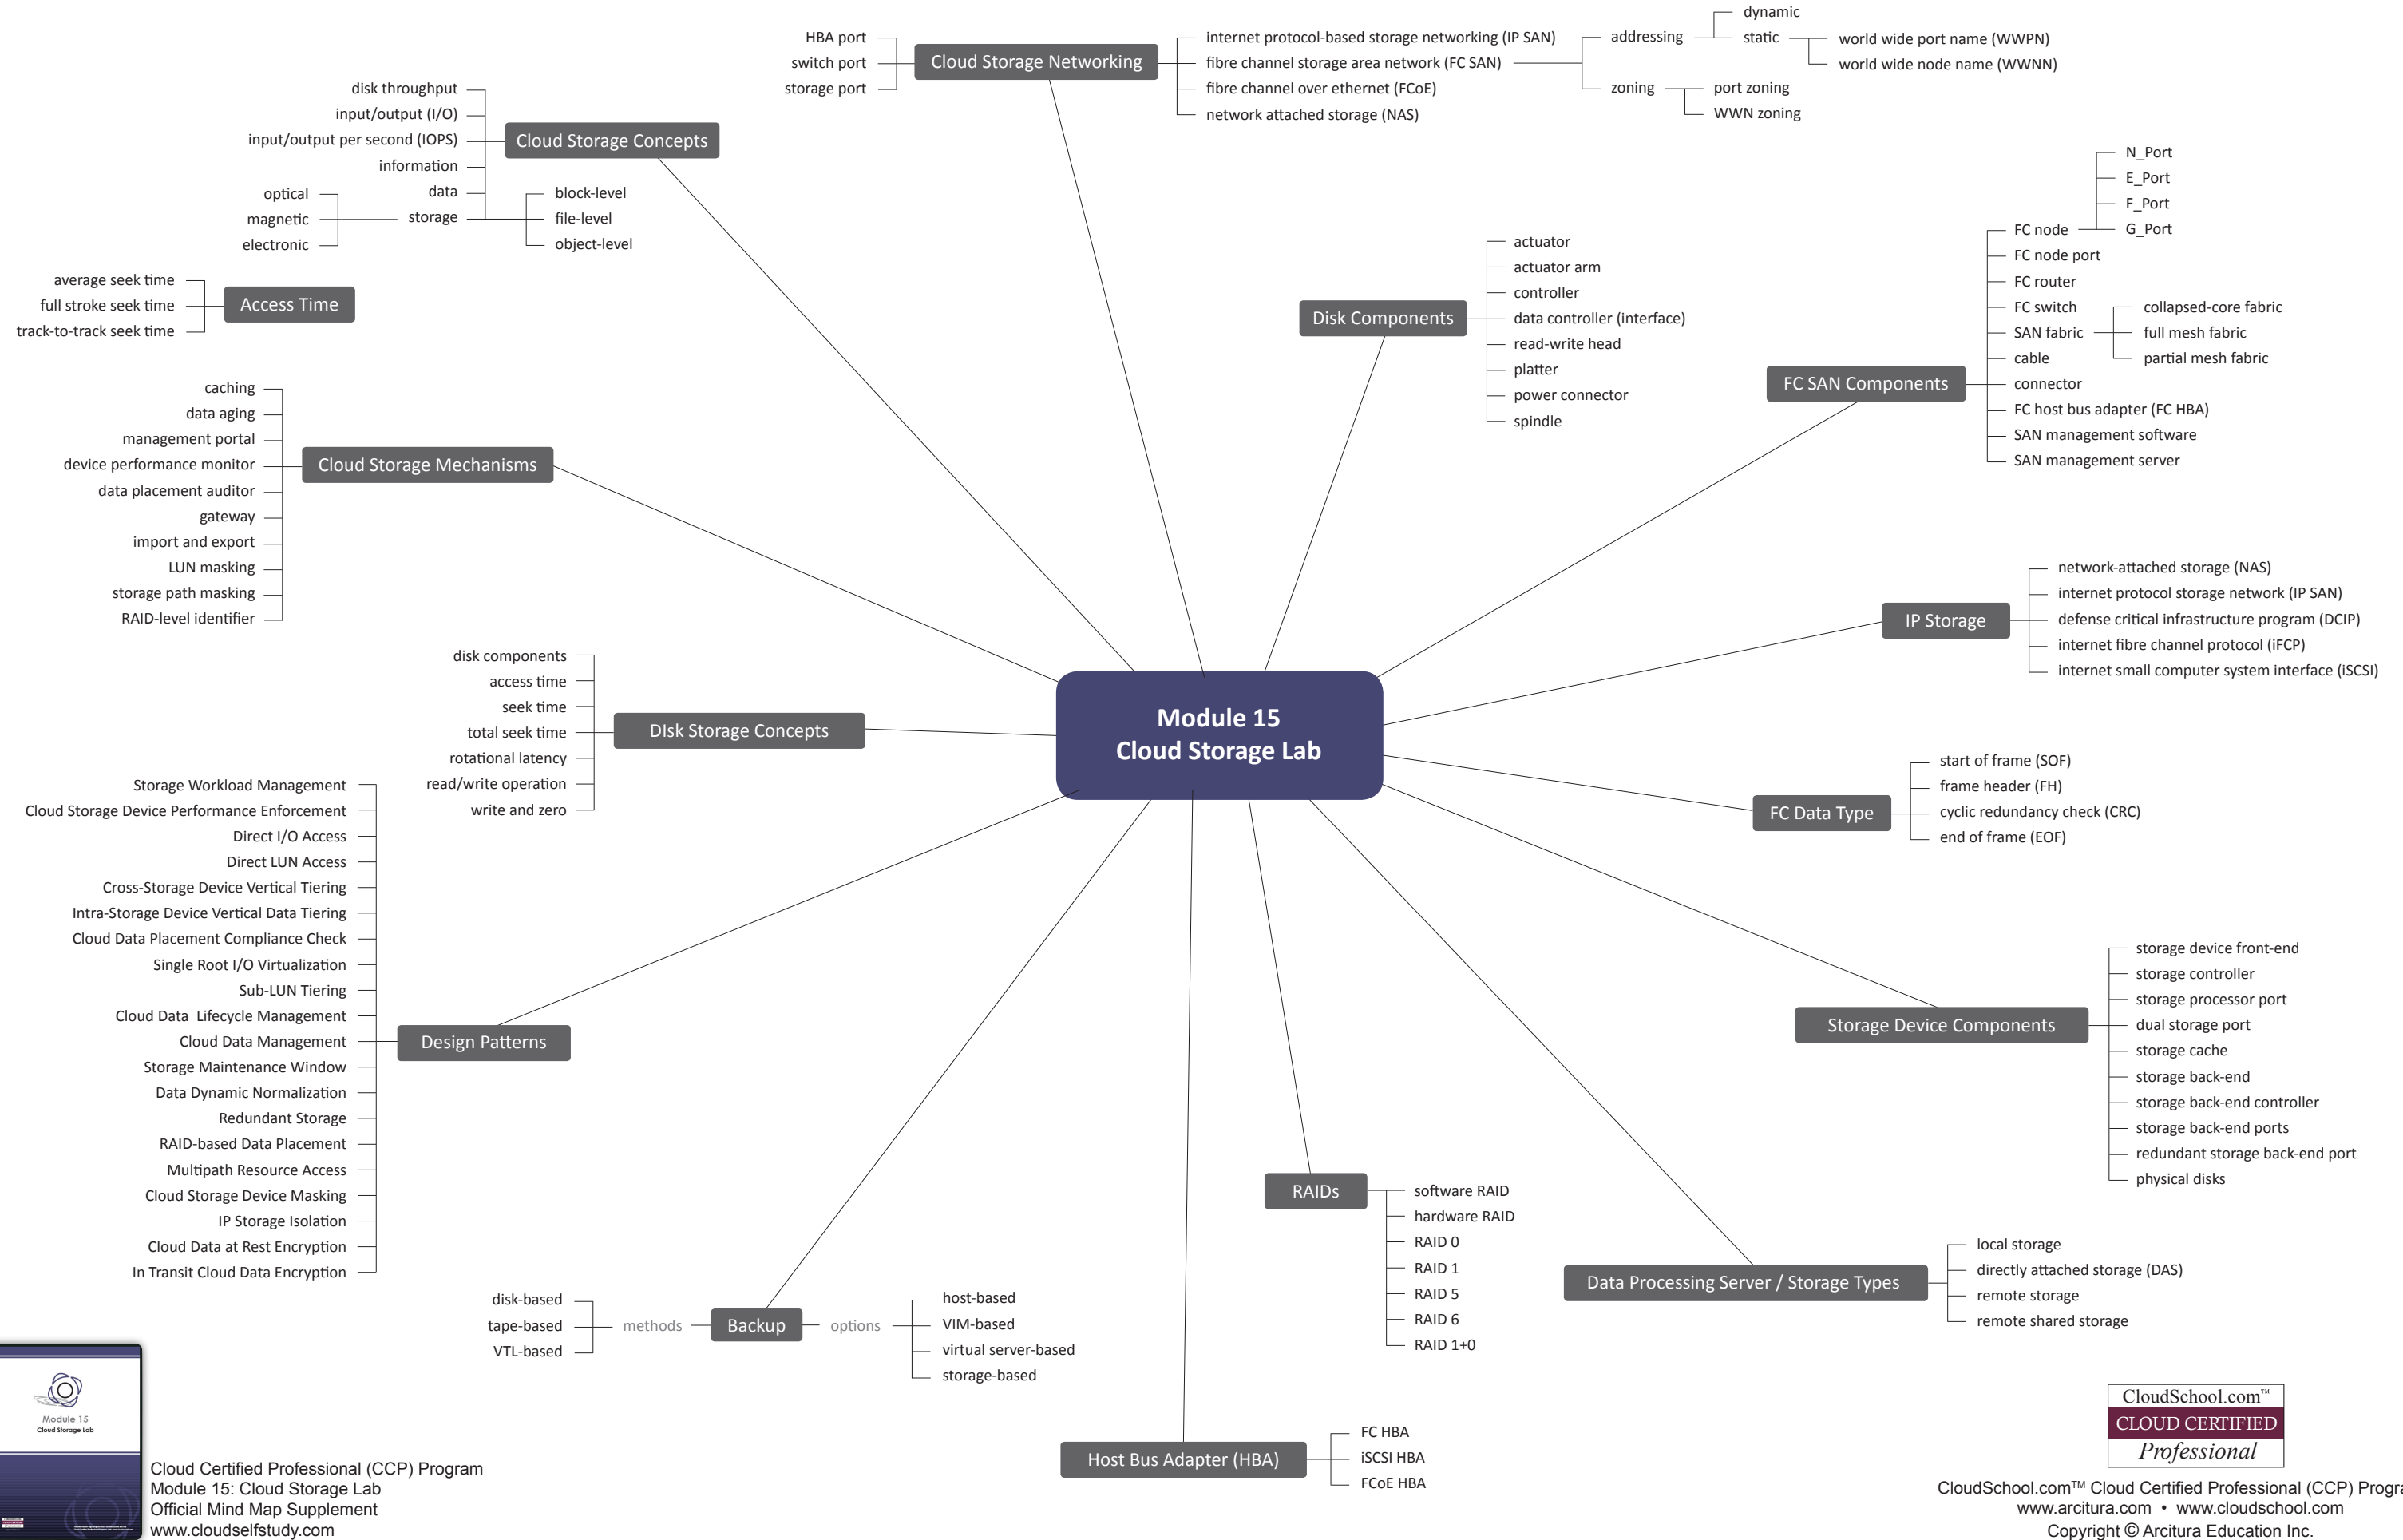 HBA port
switch port
storage port
Cloud Storage Networking
internet protocol-based storage networking (IP SAN)
fibre channel storage area network (FC SAN)
fibre channel over ethernet (FCoE)
network attached storage (NAS)
addressing
dynamic
static
world wide port name (WWPN)
world wide node name (WWNN)
zoning
port zoning
WWN zoning
disk throughput
input/output (I/O)
input/output per second (IOPS)
information
data
storage
Cloud Storage Concepts
optical
magnetic
electronic
block-level
file-level
object-level
average seek time
full stroke seek time
track-to-track seek time
Access Time
caching
data aging
management portal
device performance monitor
data placement auditor
gateway
import and export
LUN masking
storage path masking
RAID-level identifier
Cloud Storage Mechanisms
Disk Components
actuator
actuator arm
controller
data controller (interface)
read-write head
platter
power connector
spindle
FC SAN Components
N_Port
E_Port
F_Port
G_Port
FC node
FC node port
FC router
FC switch
SAN fabric
collapsed-core fabric
full mesh fabric
partial mesh fabric
cable
connector
FC host bus adapter (FC HBA)
SAN management software
SAN management server
IP Storage
network-attached storage (NAS)
internet protocol storage network (IP SAN)
defense critical infrastructure program (DCIP)
internet fibre channel protocol (iFCP)
internet small computer system interface (iSCSI)
disk components
access time
seek time
total seek time
rotational latency
read/write operation
write and zero
DIsk Storage Concepts
Module 15
Cloud Storage Lab
FC Data Type
start of frame (SOF)
frame header (FH)
cyclic redundancy check (CRC)
end of frame (EOF)
Storage Workload Management
Cloud Storage Device Performance Enforcement
Direct I/O Access
Direct LUN Access
Cross-Storage Device Vertical Tiering
Intra-Storage Device Vertical Data Tiering
Cloud Data Placement Compliance Check
Single Root I/O Virtualization
Sub-LUN Tiering
Cloud Data Lifecycle Management
Cloud Data Management
Storage Maintenance Window
Data Dynamic Normalization
Redundant Storage
RAID-based Data Placement
Multipath Resource Access
Cloud Storage Device Masking
IP Storage Isolation
Cloud Data at Rest Encryption
In Transit Cloud Data Encryption
Design Patterns
Storage Device Components
storage device front-end
storage controller
storage processor port
dual storage port
storage cache
storage back-end
storage back-end controller
storage back-end ports
redundant storage back-end port
physical disks
RAIDs
software RAID
hardware RAID
RAID 0
RAID 1
RAID 5
RAID 6
RAID 1+0
Data Processing Server / Storage Types
local storage
directly attached storage (DAS)
remote storage
remote shared storage
disk-based
tape-based
VTL-based
methods
Backup
options
host-based
VIM-based
virtual server-based
storage-based
Host Bus Adapter (HBA)
FC HBA
iSCSI HBA
FCoE HBA
Module 15
Cloud Storage Lab
Cloud Certified Professional (CCP) Program
Module 15: Cloud Storage Lab
Official Mind Map Supplement
www.cloudselfstudy.com
CloudSchool.com™
CLOUD CERTIFIED
Professional
CloudSchool.com™ Cloud Certified Professional (CCP) Progra
www.arcitura.com • www.cloudschool.com
Copyright © Arcitura Education Inc.